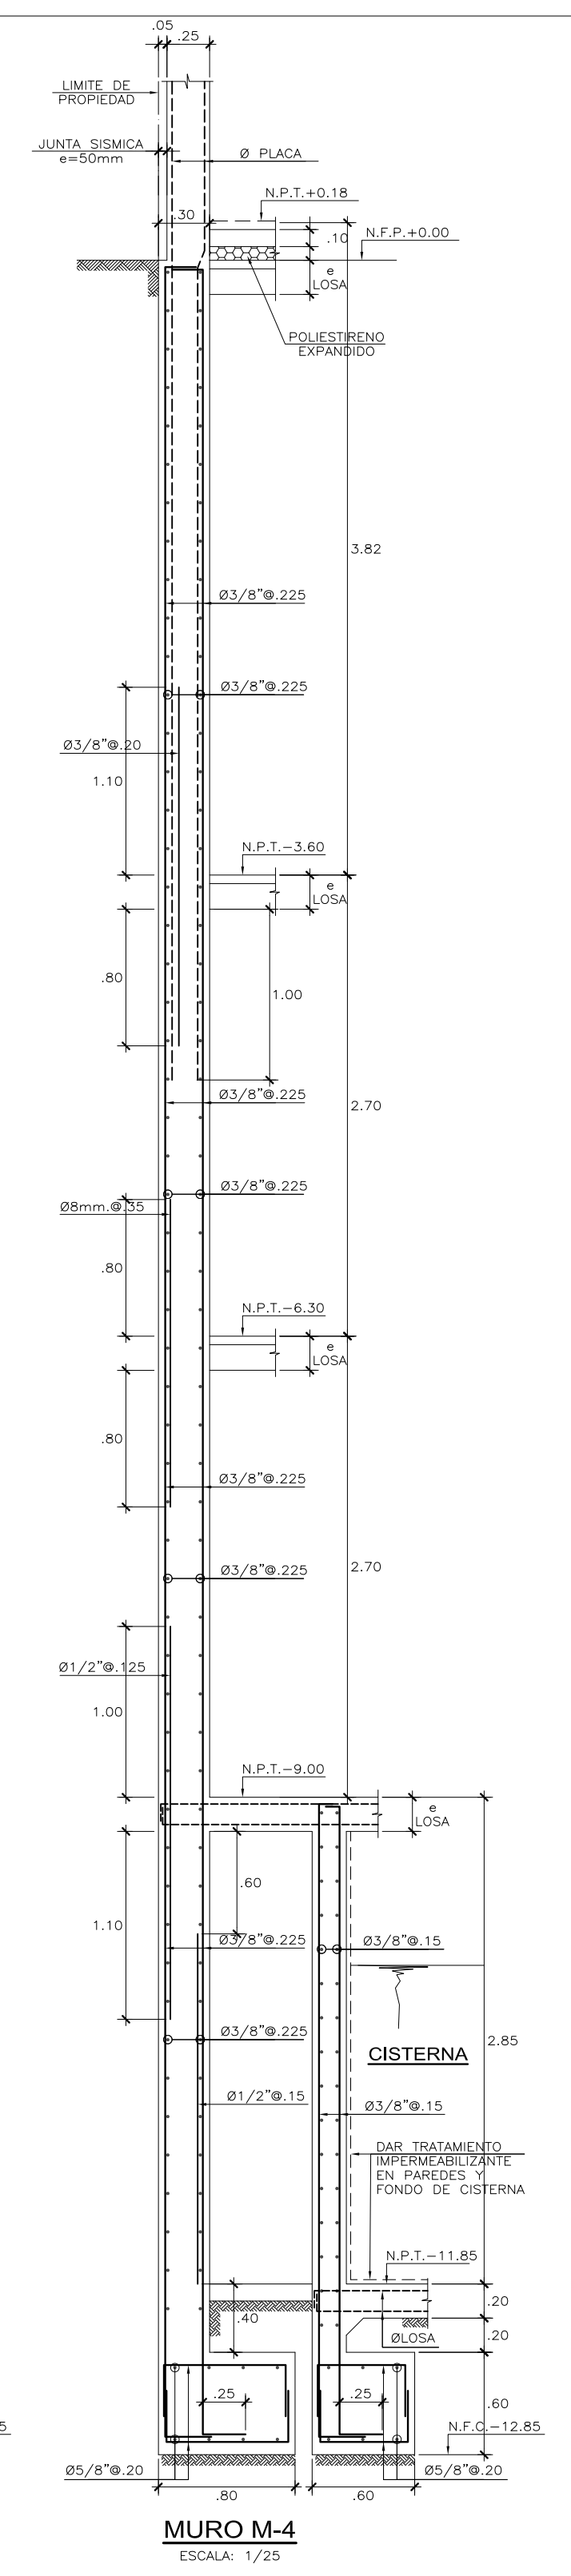 .05
.25
LIMITE DE
PROPIEDAD
JUNTA SISMICA
e=50mm
Ø PLACA
N.P.T.+0.18
.30
.10
N.F.P.+0.00
e
LOSA
POLIESTIRENO
EXPANDIDO
3.82
Ø3/8"@.225
Ø3/8"@.225
Ø3/8"@.20
1.10
N.P.T.-3.60
e
LOSA
.80
1.00
Ø3/8"@.225
2.70
Ø3/8"@.225
Ø8mm.@.35
.80
N.P.T.-6.30
e
LOSA
.80
Ø3/8"@.225
Ø3/8"@.225
2.70
Ø1/2"@.125
1.00
N.P.T.-9.00
e
LOSA
.60
1.10
Ø3/8"@.225
Ø3/8"@.15
Ø3/8"@.225
2.85
CISTERNA
Ø1/2"@.15
Ø3/8"@.15
DAR TRATAMIENTO
IMPERMEABILIZANTE
EN PAREDES Y
FONDO DE CISTERNA
N.P.T.-11.85
.20
.40
ØLOSA
.20
.25
.25
.60
N.F.C.-12.85
5
Ø5/8"@.20
Ø5/8"@.20
.80
.60
MURO M-4
ESCALA: 1/25